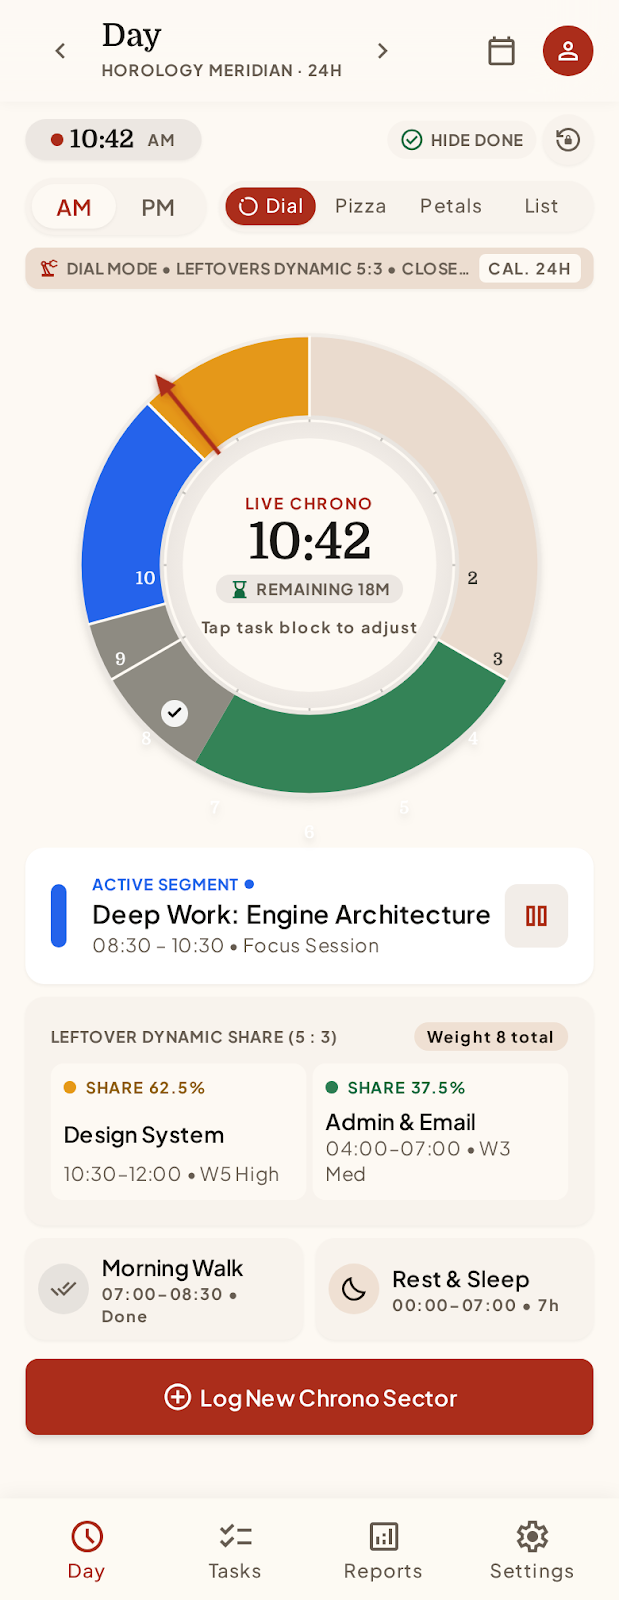 Day
HOROLOGY MERIDIAN · 24H
10:42 AM
HIDE DONE
AM PM
Dial Pizza Petals List
DIAL MODE • LEFTOVERS DYNAMIC 5:3 • CLOSE…
CAL. 24H
LIVE CHRONO
10:42
REMAINING 18M
Tap task block to adjust
2
3
4
5
6
7
8
9
10
ACTIVE SEGMENT
Deep Work: Engine Architecture
08:30 – 10:30 • Focus Session
LEFTOVER DYNAMIC SHARE (5 : 3)
Weight 8 total
SHARE 62.5%
Design System
10:30–12:00 • W5 High
SHARE 37.5%
Admin & Email
04:00–07:00 • W3
Med
Morning Walk
07:00–08:30 •
Done
Rest & Sleep
00:00–07:00 • 7h
Log New Chrono Sector
Day Tasks Reports Settings